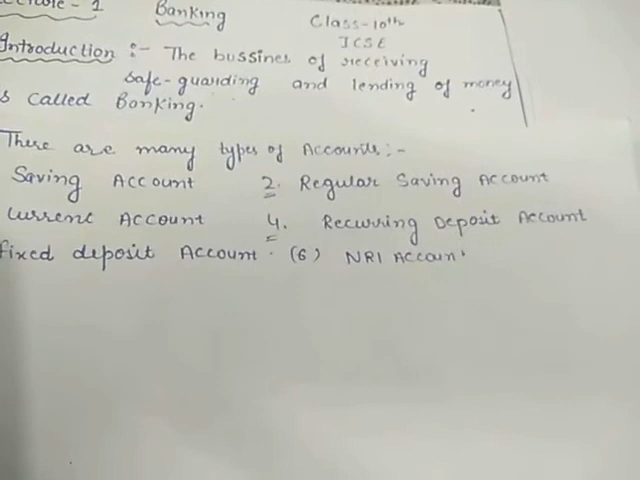 - 1 Banking Class-10th
ICSE
Introduction :- The bussines of receiving
safe-guarding and lending of money
s called Banking.
There are many types of Accounts:-
Saving Account 2. Regular Saving Account
Current Account 4. Recurring Deposit Account
fixed deposit Account. (6) NRI Accoun